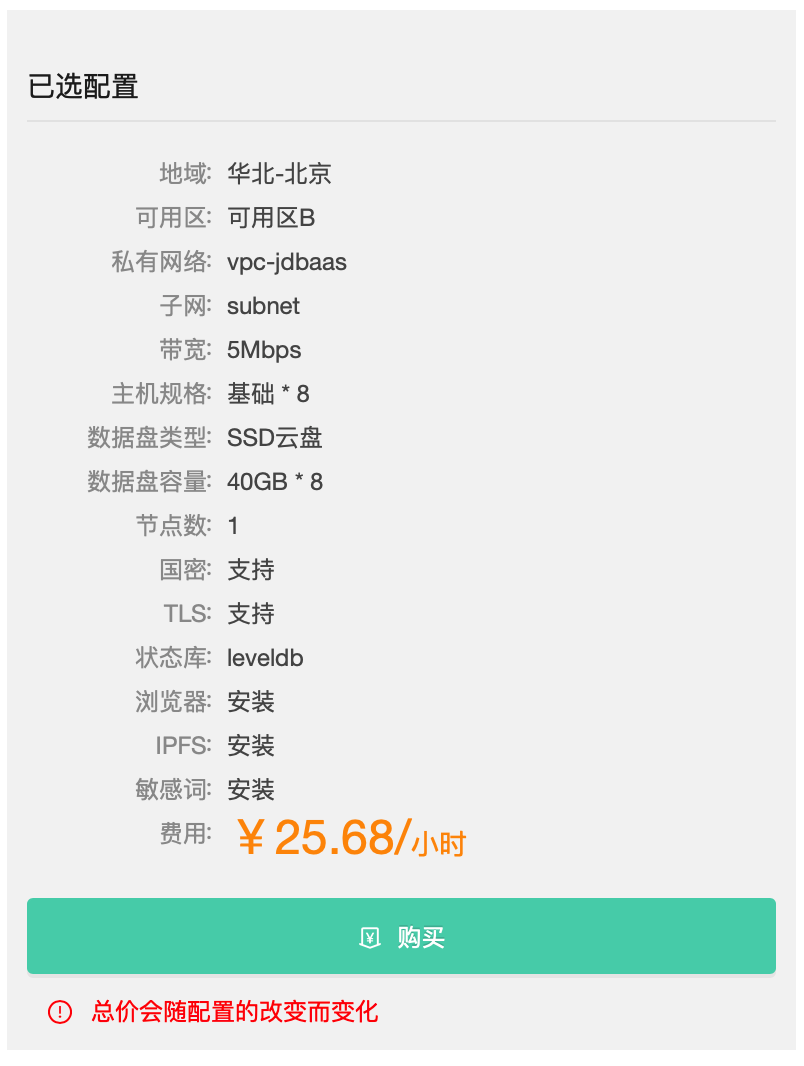 已选配置
地域: 华北-北京
可用区: 可用区B
私有网络: vpc-jdbaas
子网: subnet
带宽: 5Mbps
主机规格: 基础 * 8
数据盘类型: SSD云盘
数据盘容量: 40GB * 8
节点数: 1
国密: 支持
TLS: 支持
状态库: leveldb
浏览器: 安装
IPFS: 安装
敏感词: 安装
费用: ¥25.68/小时
购买
总价会随配置的改变而变化